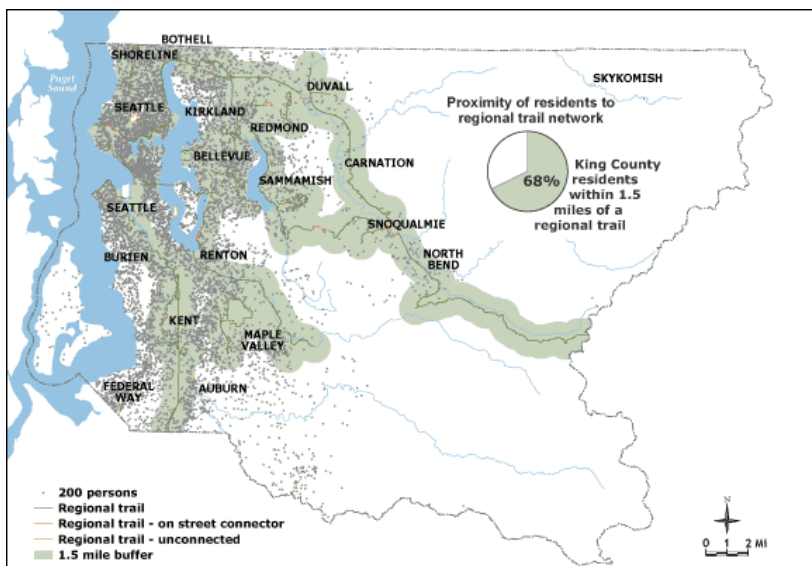 BOTHELL
SHORELINE
Puget
Sound
SKYKOMISH
DUVALL
SEATTLE
KIRKLAND
Proximity of residents to
regional trail network
REDMOND
BELLEVUE
CARNATION
68%
King County
residents
within 1.5
miles of a
regional trail
SAMMAMISH
SEATTLE
SNOQUALMIE
BURIEN
RENTON
NORTH
BEND
KENT
MAPLE
VALLEY
FEDERAL
WAY
AUBURN
200 persons
Regional trail
Regional trail - on street connector
Regional trail - unconnected
1.5 mile buffer
N
0 1 2 Mi